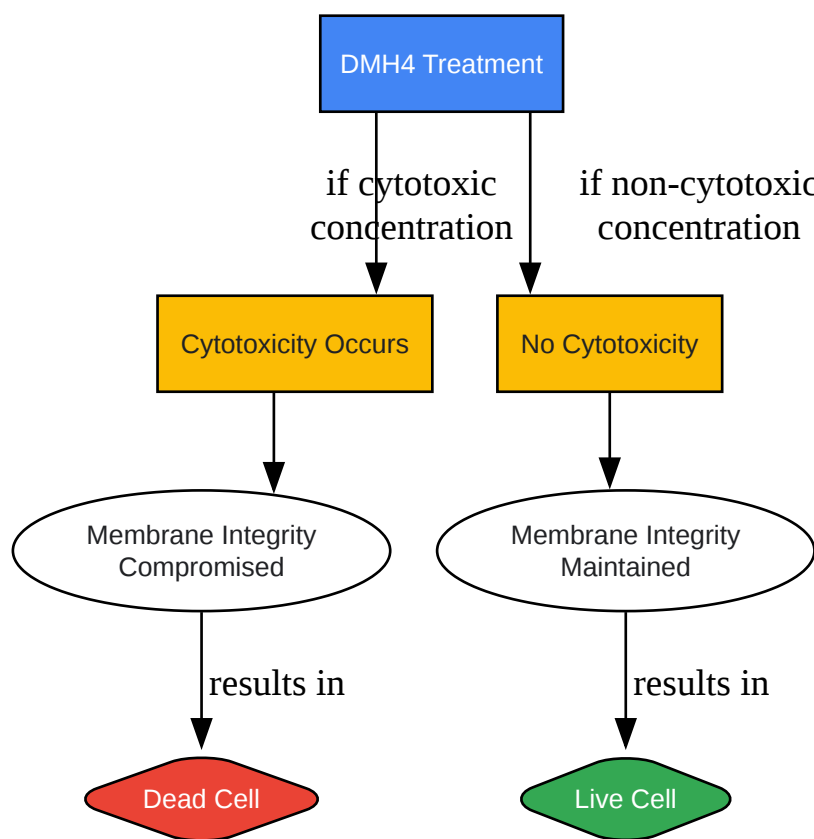 DMH4 Treatment
if cytotoxic
concentration
if non-cytotoxic
concentration
Cytotoxicity Occurs
No Cytotoxicity
Membrane Integrity
Compromised
Membrane Integrity
Maintained
results in
results in
Dead Cell
Live Cell